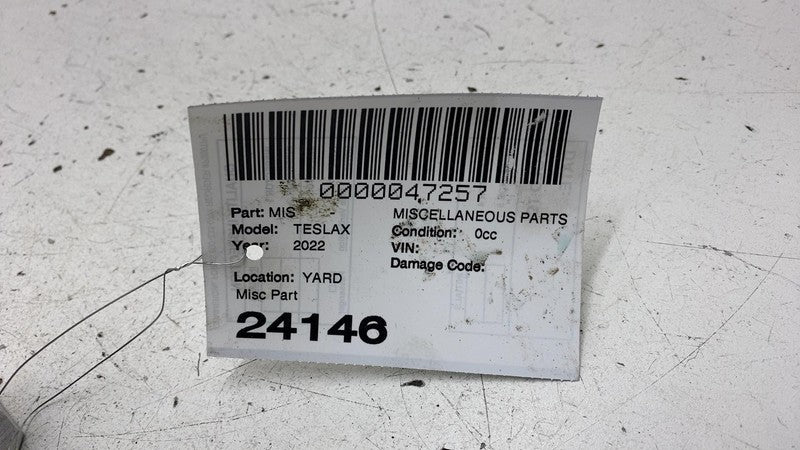 0000047257
Part: MIS - MISCELLANEOUS PARTS
Model: TESLAX Condition: 0cc
Year: 2022 VIN:
Damage Code:
Location: YARD
Misc Part
24146